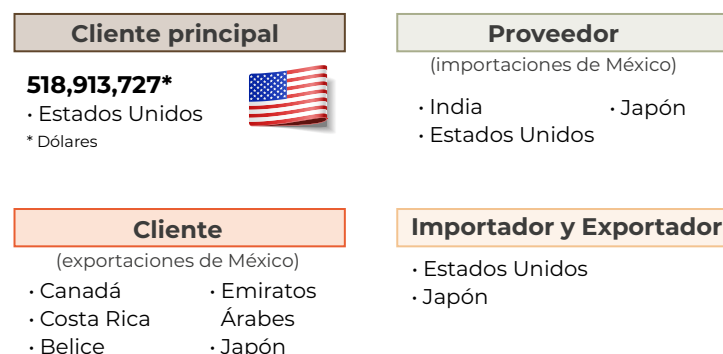 Cliente principal
518,913,727*
· Estados Unidos
* Dólares
Proveedor
(importaciones de México)
· India
· Japón
· Estados Unidos
Cliente
(exportaciones de México)
· Canadá
· Costa Rica
· Belice
· Emiratos
Árabes
· Japón
Importador y Exportador
· Estados Unidos
· Japón